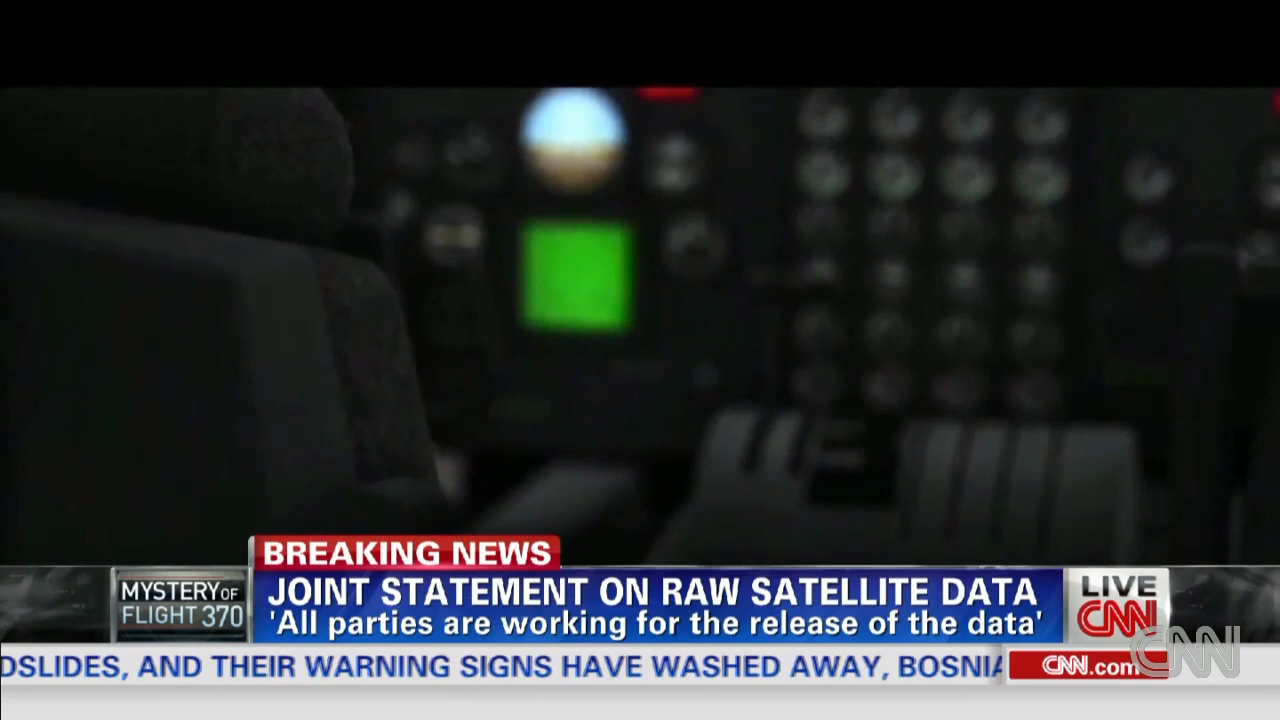 BREAKING NEWS
MYSTERY OF
FLIGHT 370
JOINT STATEMENT ON RAW SATELLITE DATA
'All parties are working for the release of the data'
LIVE
CNN
DSLIDES, AND THEIR WARNING SIGNS HAVE WASHED AWAY, BOSNIA
CNN.com
CNN